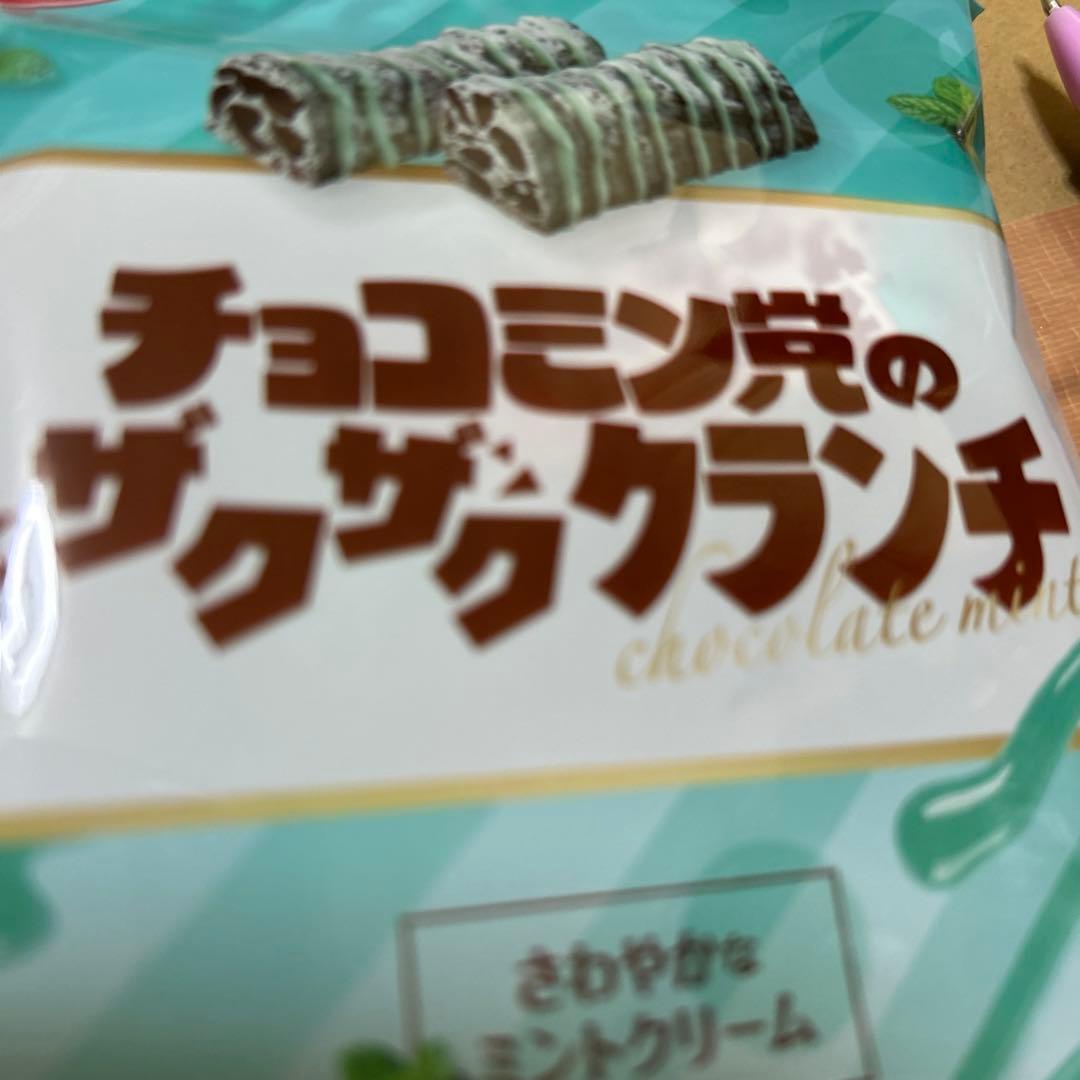 チョコミン党の
ザクザククランチ
chocolate mint
さわやかな
ミントクリーム